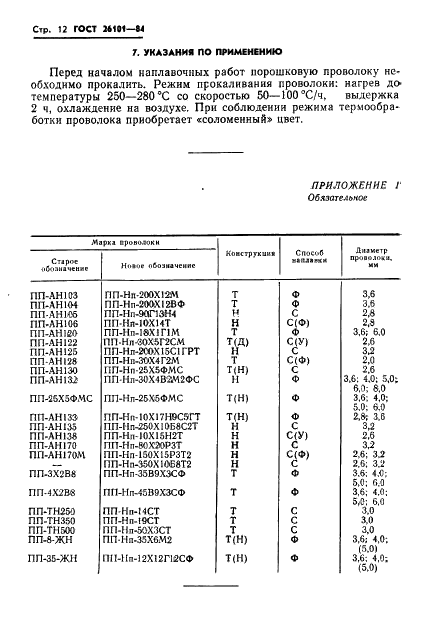 Стр. 12 ГОСТ 26101—84
7. УКАЗАНИЯ ПО ПРИМЕНЕНИЮ
Перед началом наплавочных работ порошковую проволоку не-
обходимо прокалить. Режим прокаливания проволоки: нагрев до
температуры 250—280 °С со скоростью 50—100 °С/ч, выдержка
2 ч, охлаждение на воздухе. При соблюдении режима термообра-
ботки проволока приобретает «соломенный» цвет.
ПРИЛОЖЕНИЕ 1
Обязательное
Марка проволоки
Старое обозначение Новое обозначение Конструкция Способ наплавки Диаметр проволоки, мм
ПП-АН103 ПП-Нп-200Х12М Т Ф 3,6
ПП-АН104 ПП-Нп-200Х12ВФ Т Ф 3,6
ПП-АН105 ПП-Нп-90Г13Н4 Н С 2,8
ПП-АН106 ПП-Нп-10Х14Т Н С(Ф) 2,8
ПП-АН120 ПП-Нп-18Х1Г1М Т Ф 3,6; 6,0
ПП-АН122 ПП-Нп-30Х5Г2СМ Т(Д) С(У) 2,6
ПП-АН125 ПП-Нп-200Х15С1ГРТ Н С 3,2
ПП-АН128 ПП-Нп-30Х4Г2М Т С(Ф) 2,0
ПП-АН130 ПП-Нп-25Х5ФМС Т(Н) С 2,6
ПП-АН132 ПП-Нп-30Х4В2М2ФС Н Ф 3,6; 4,0; 5,0;
6,0; 8,0
ПП-25Х5ФМС ПП-Нп-25Х5ФМС Т(Н) Ф 3,6; 4,0;
5,0; 6,0
ПП-АН133 ПП-Нп-10Х17Н9С5ГТ Т(Н) Ф 2,8; 3,6
ПП-АН135 ПП-Нп-250Х10Б8С2Т Н С 3,2
ПП-АН138 ПП-Нп-10Х15Н2Т Н С(У) 2,6
ПП-АН170 ПП-Нп-80Х20Р3Т Н С 3,2
ПП-АН170М ПП-Нп-150Х15Р3Т2 Н С(Ф) 2,6; 3,2
— ПП-Нп-350Х10Б8Т2 Н С 2,6; 3,2
ПП-3Х2В8 ПП-Нп-35В9Х3СФ Т Ф 3,6; 4,0;
5,0; 6,0
ПП-4Х2В8 ПП-Нп-45В9Х3СФ Т Ф 3,6; 4,0;
5,0; 6,0
ПП-ТН250 ПП-Нп-14СТ Т С 3,0
ПП-ТН350 ПП-Нп-19СТ Т С 3,0
ПП-ТН500 ПП-Нп-50Х3СТ Т С 3,0
ПП-8-ЖН ПП-Нп-35Х6М2 Т(Н) Ф 3,6; 4,0;
(5,0)
ПП-35-ЖН ПП-Нп-12Х12Г12СФ Т(Н) Ф 3,6; 4,0;
(5,0)